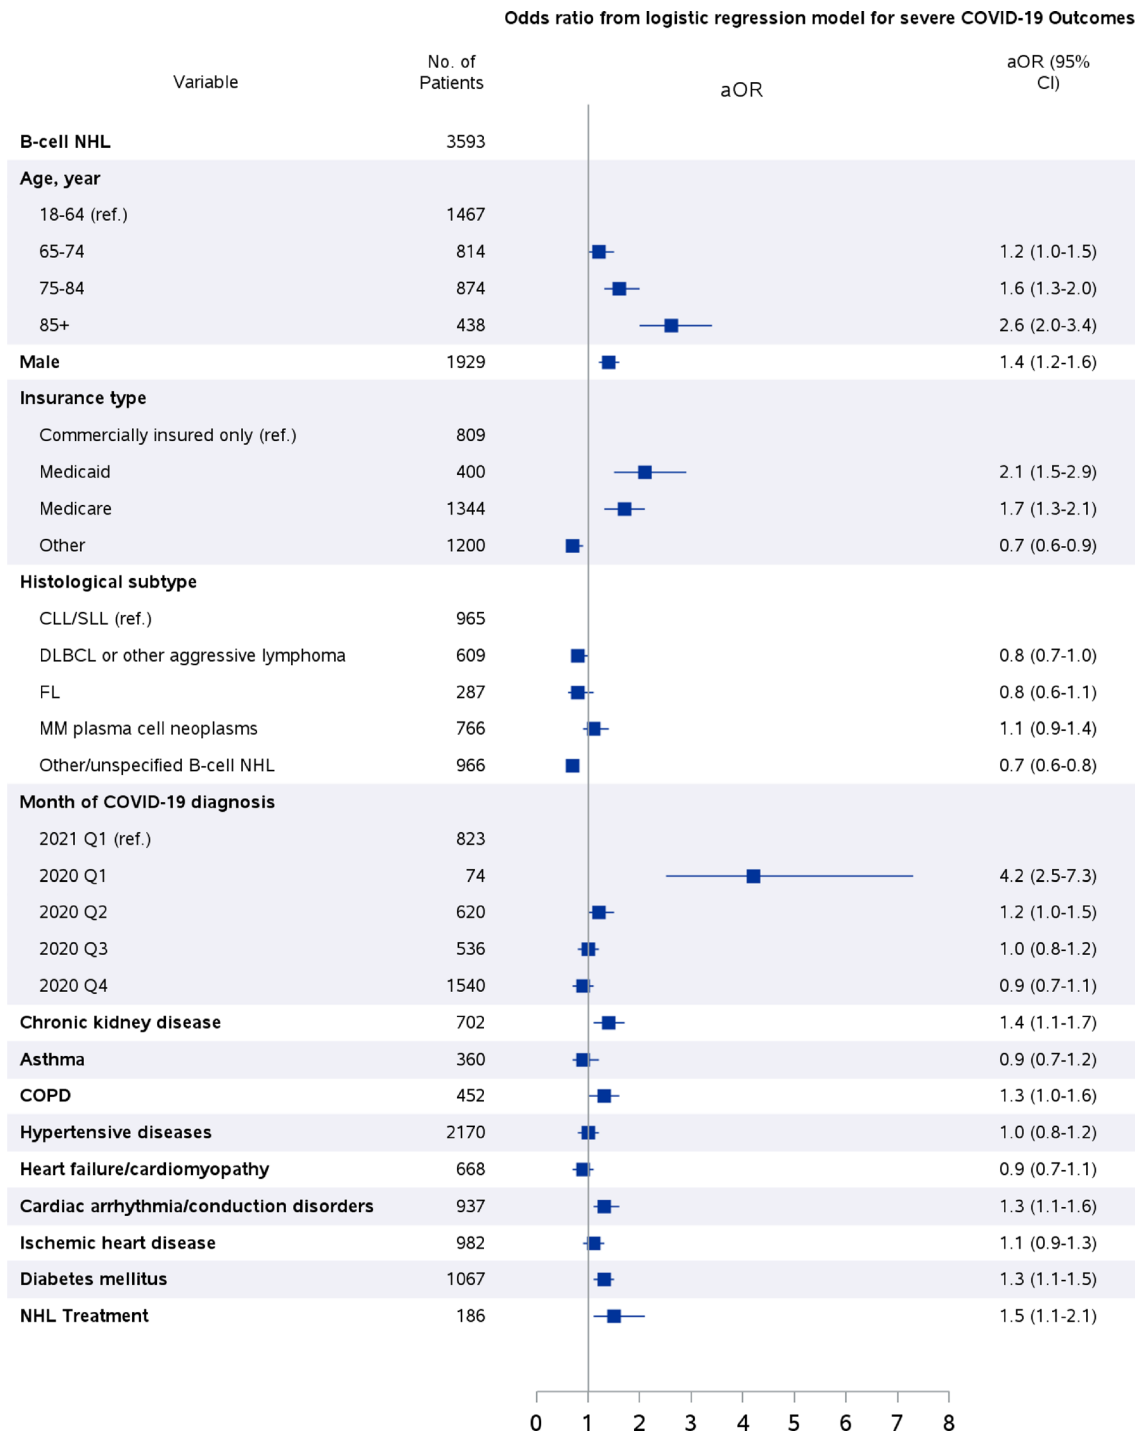 Odds ratio from logistic regression model for severe COVID-19 Outcomes
Variable No. of Patients aOR aOR (95% CI)
B-cell NHL 3593
Age, year
18-64 (ref.) 1467
65-74 814 1.2 (1.0-1.5)
75-84 874 1.6 (1.3-2.0)
85+ 438 2.6 (2.0-3.4)
Male 1929 1.4 (1.2-1.6)
Insurance type
Commercially insured only (ref.) 809
Medicaid 400 2.1 (1.5-2.9)
Medicare 1344 1.7 (1.3-2.1)
Other 1200 0.7 (0.6-0.9)
Histological subtype
CLL/SLL (ref.) 965
DLBCL or other aggressive lymphoma 609 0.8 (0.7-1.0)
FL 287 0.8 (0.6-1.1)
MM plasma cell neoplasms 766 1.1 (0.9-1.4)
Other/unspecified B-cell NHL 966 0.7 (0.6-0.8)
Month of COVID-19 diagnosis
2021 Q1 (ref.) 823
2020 Q1 74 4.2 (2.5-7.3)
2020 Q2 620 1.2 (1.0-1.5)
2020 Q3 536 1.0 (0.8-1.2)
2020 Q4 1540 0.9 (0.7-1.1)
Chronic kidney disease 702 1.4 (1.1-1.7)
Asthma 360 0.9 (0.7-1.2)
COPD 452 1.3 (1.0-1.6)
Hypertensive diseases 2170 1.0 (0.8-1.2)
Heart failure/cardiomyopathy 668 0.9 (0.7-1.1)
Cardiac arrhythmia/conduction disorders 937 1.3 (1.1-1.6)
Ischemic heart disease 982 1.1 (0.9-1.3)
Diabetes mellitus 1067 1.3 (1.1-1.5)
NHL Treatment 186 1.5 (1.1-2.1)
0 1 2 3 4 5 6 7 8